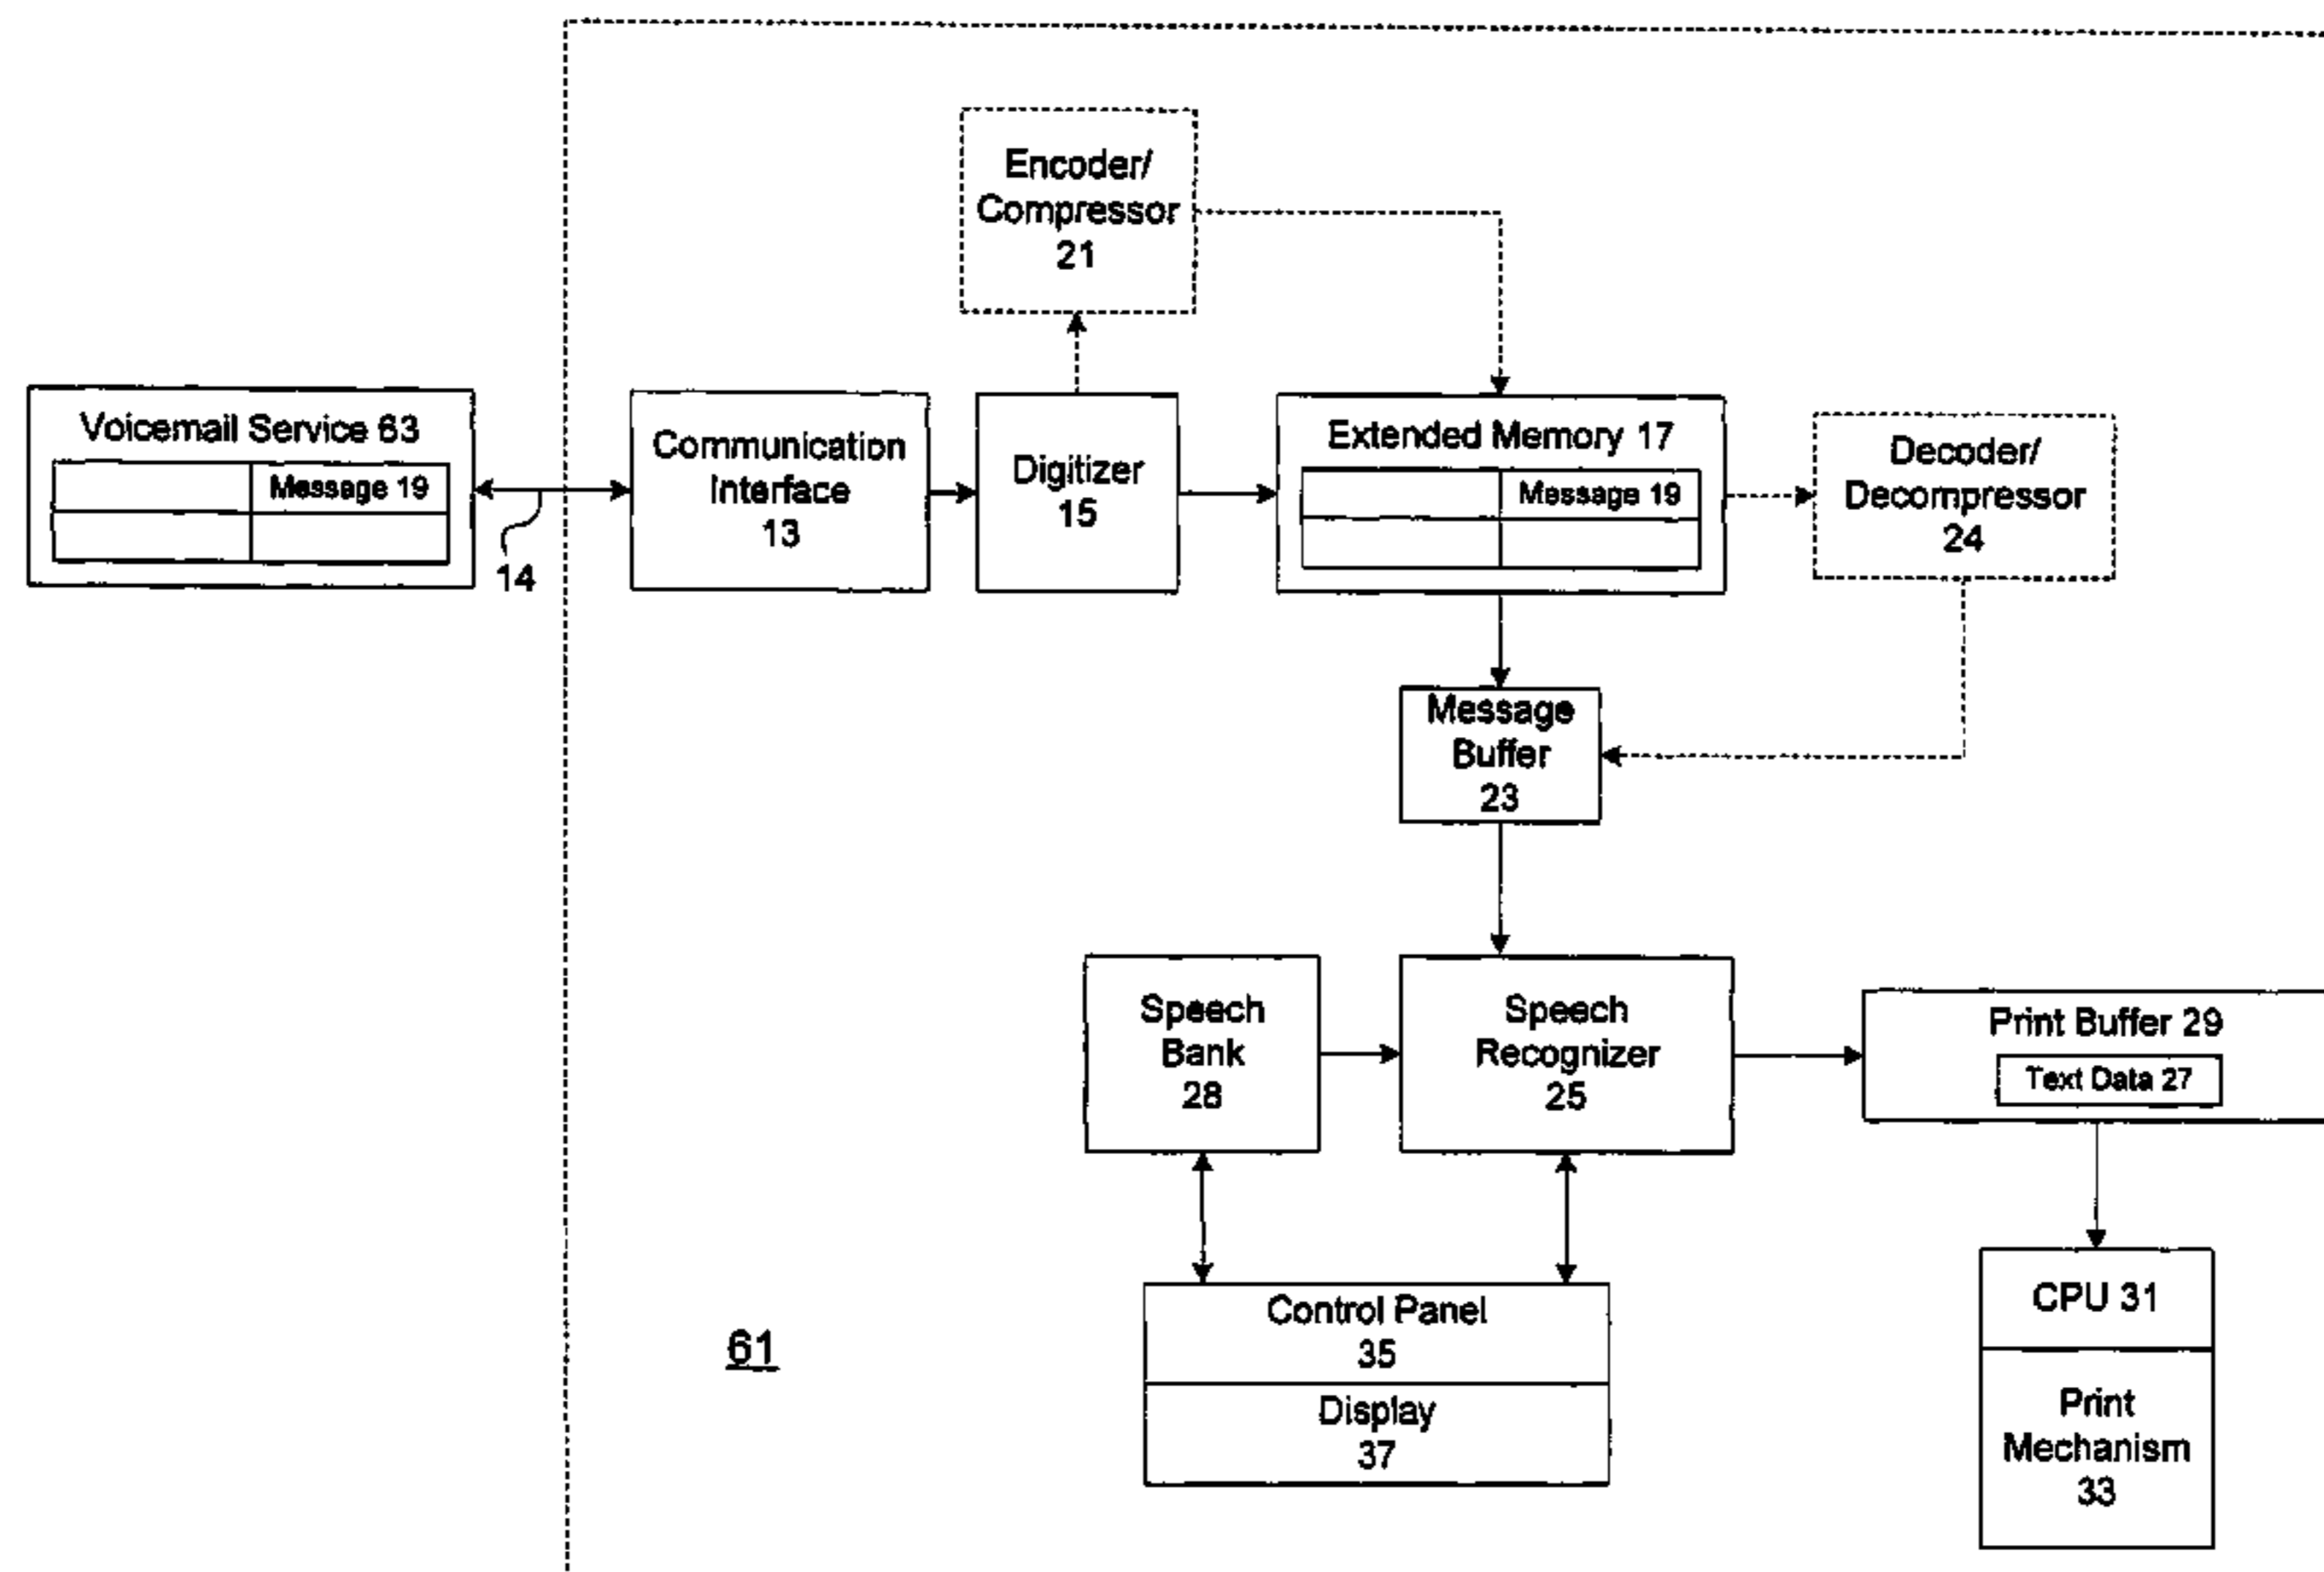 Encoder/
Compressor
21
Voicemail Service 63
Message 19
14
Communication
Interface
13
Digitizer
15
Extended Memory 17
Message 19
Decoder/
Decompressor
24
Message
Buffer
23
Speech
Bank
28
Speech
Recognizer
25
Print Buffer 29
Text Data 27
Control Panel
35
Display
37
CPU 31
Print
Mechanism
33
61